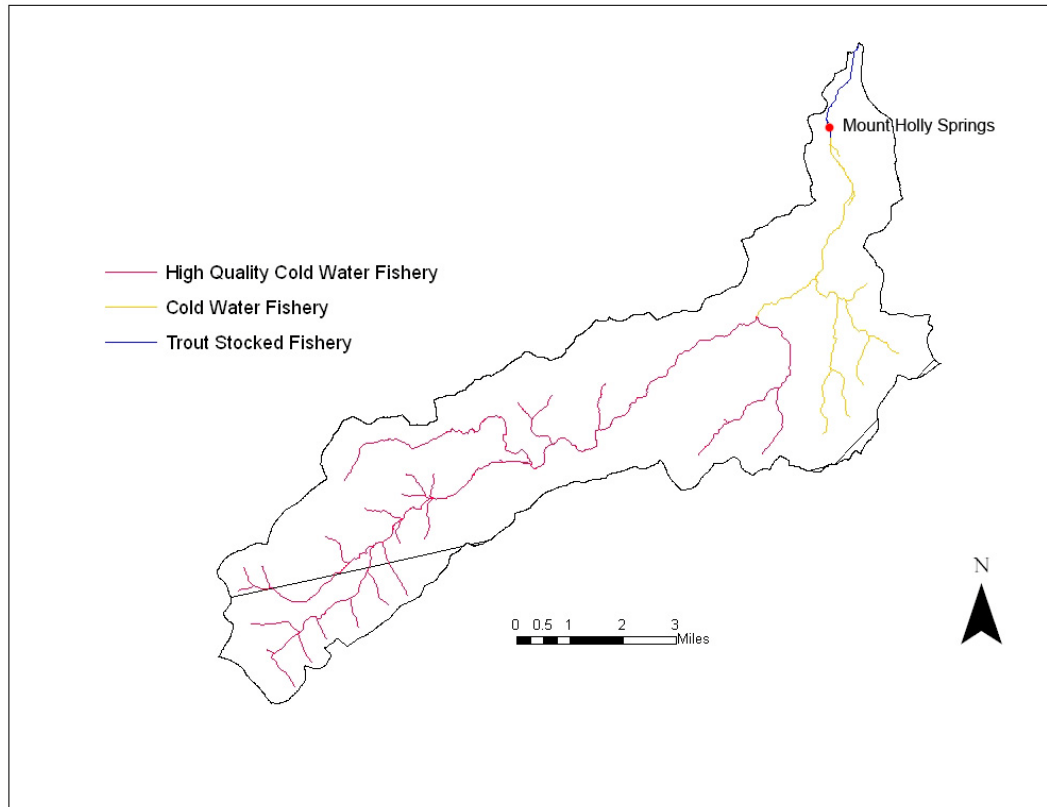 Mount Holly Springs
High Quality Cold Water Fishery
Cold Water Fishery
Trout Stocked Fishery
N
0 0.5 1 2 3
Miles